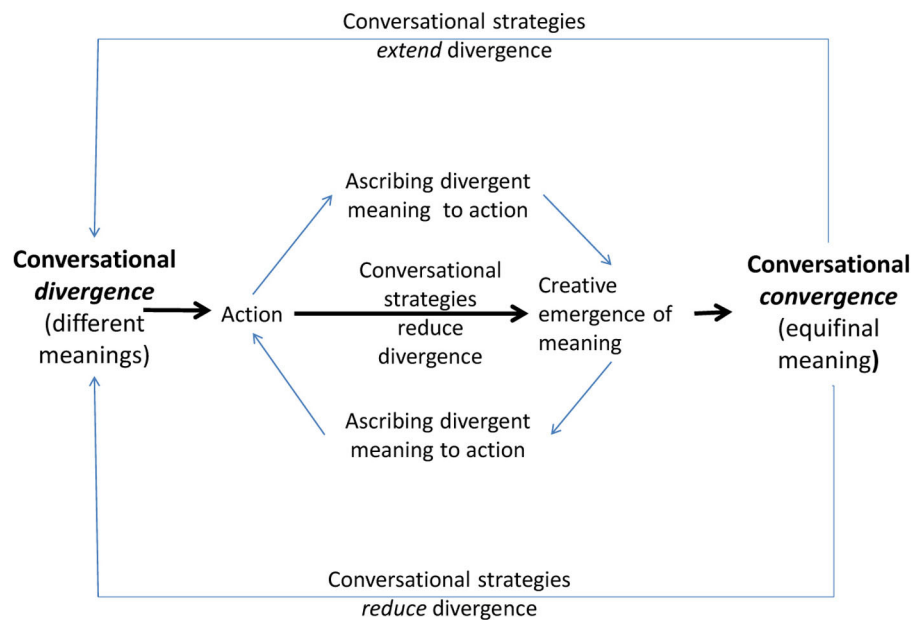 Conversational strategies
extend divergence
Ascribing divergent
meaning to action
Conversational
divergence
(different
meanings)
Action
Conversational
strategies
reduce
divergence
Creative
emergence of
meaning
Conversational
convergence
(equifinal
meaning)
Ascribing divergent
meaning to action
Conversational strategies
reduce divergence